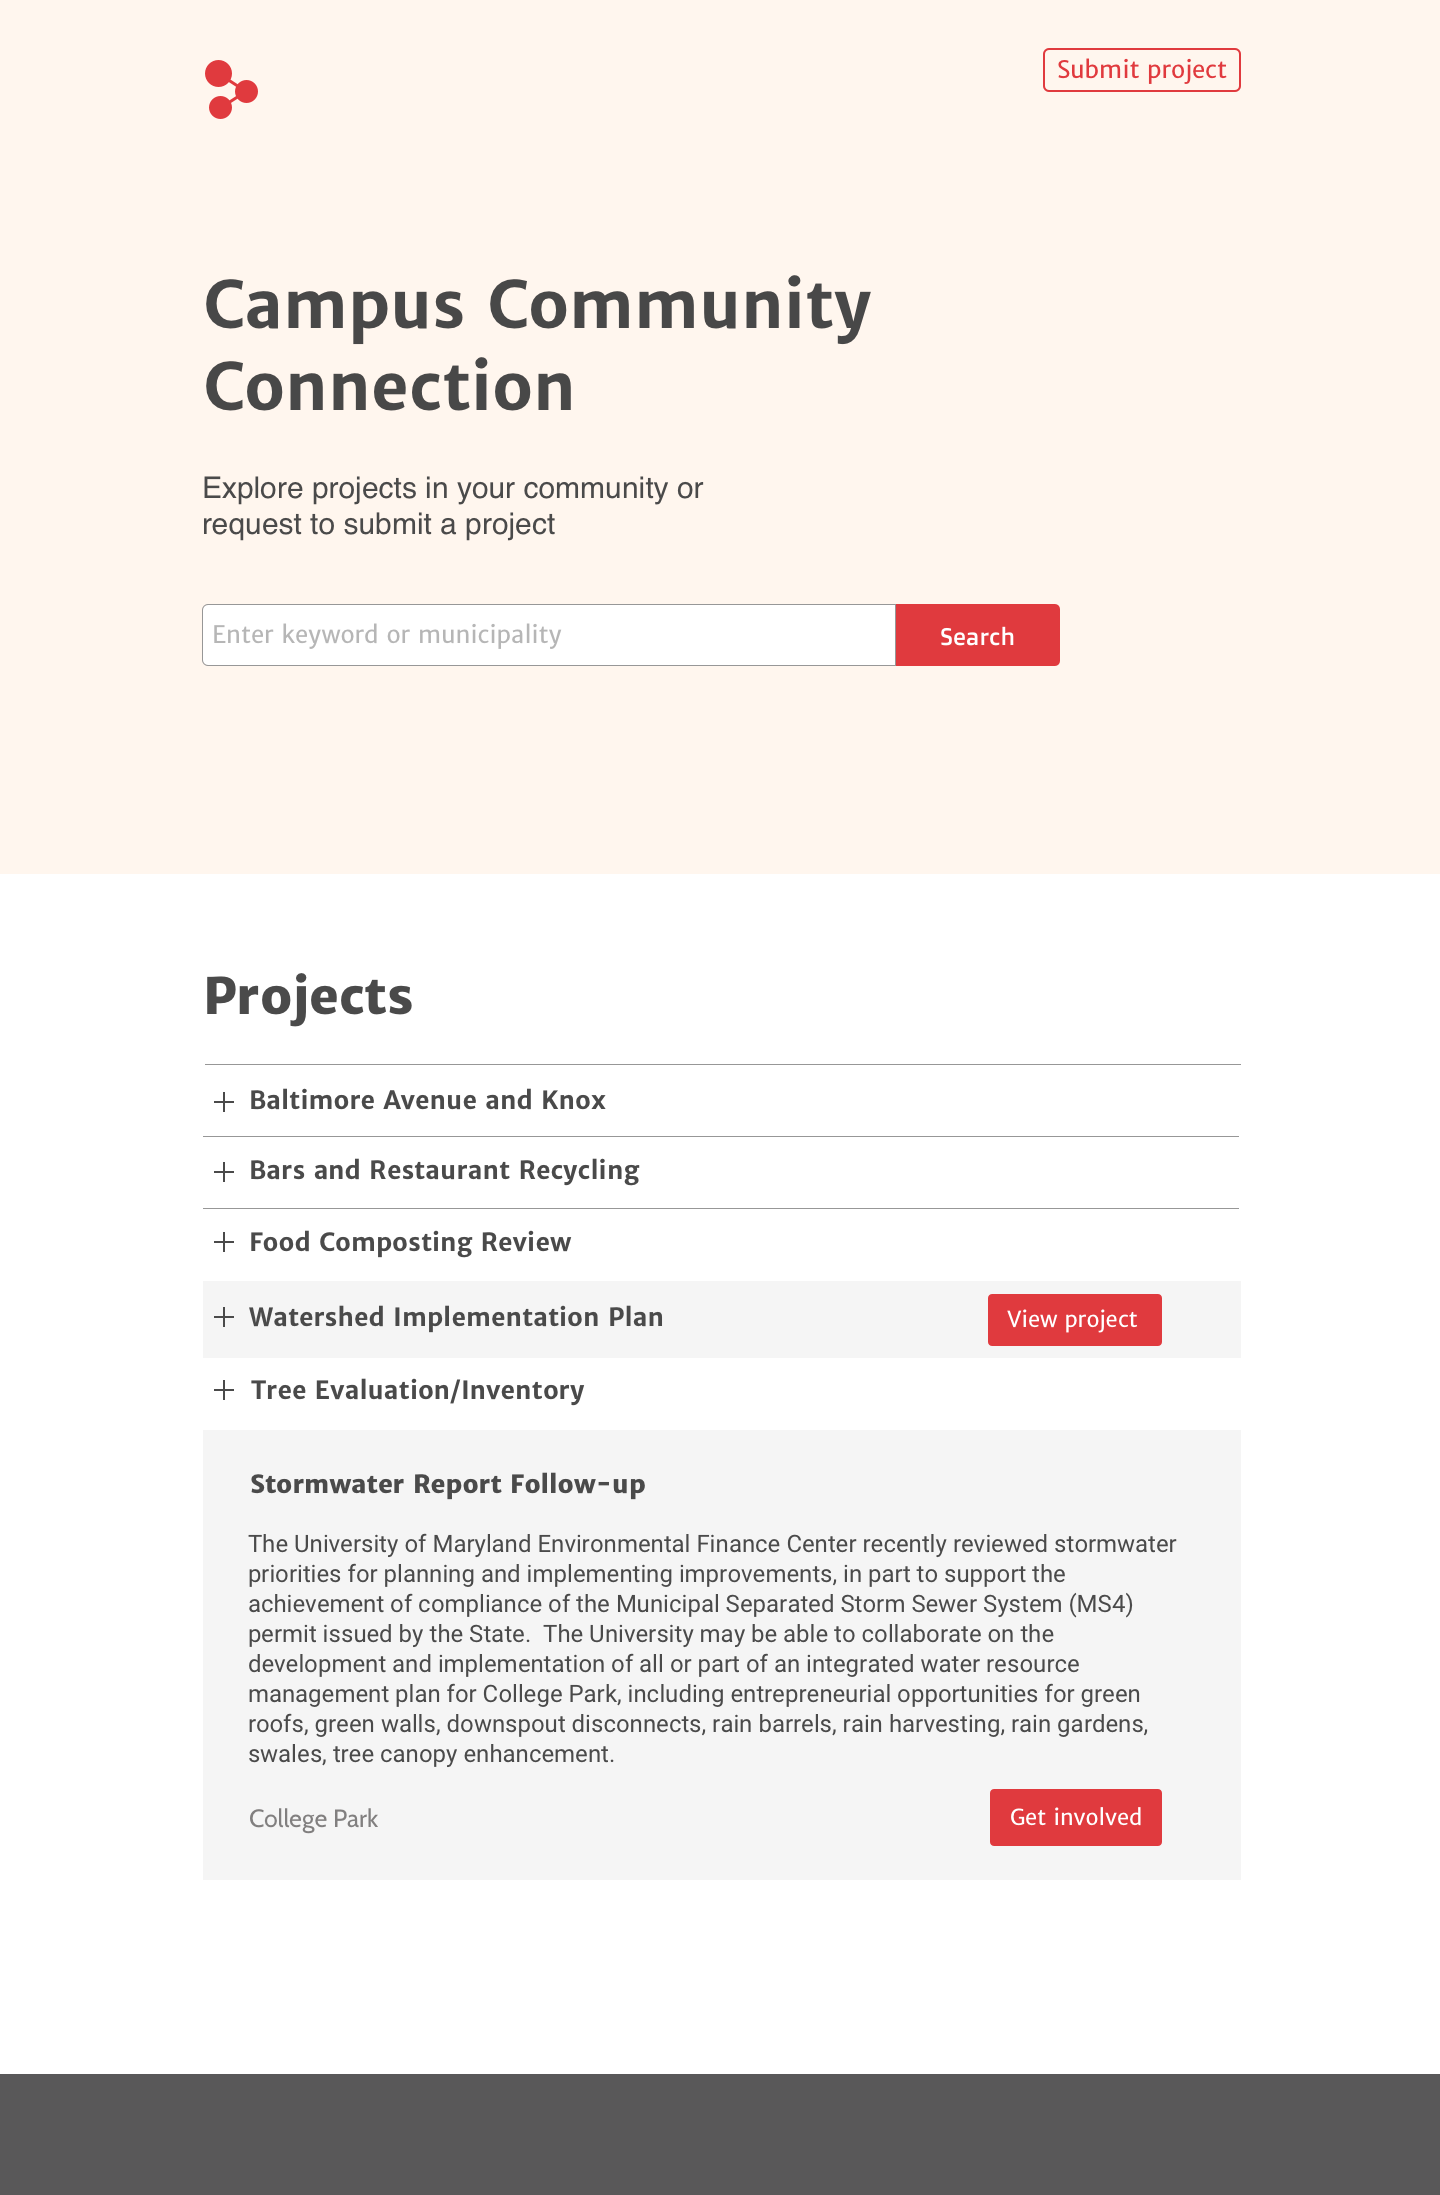 Submit project
Campus Community
Connection
Explore projects in your community or
request to submit a project
Enter keyword or municipality
Search
Projects
Baltimore Avenue and Knox
Bars and Restaurant Recycling
Food Composting Review
Watershed Implementation Plan
View project
Tree Evaluation/Inventory
Stormwater Report Follow-up
The University of Maryland Environmental Finance Center recently reviewed stormwater
priorities for planning and implementing improvements, in part to support the
achievement of compliance of the Municipal Separated Storm Sewer System (MS4)
permit issued by the State.  The University may be able to collaborate on the
development and implementation of all or part of an integrated water resource
management plan for College Park, including entrepreneurial opportunities for green
roofs, green walls, downspout disconnects, rain barrels, rain harvesting, rain gardens,
swales, tree canopy enhancement.
College Park
Get involved